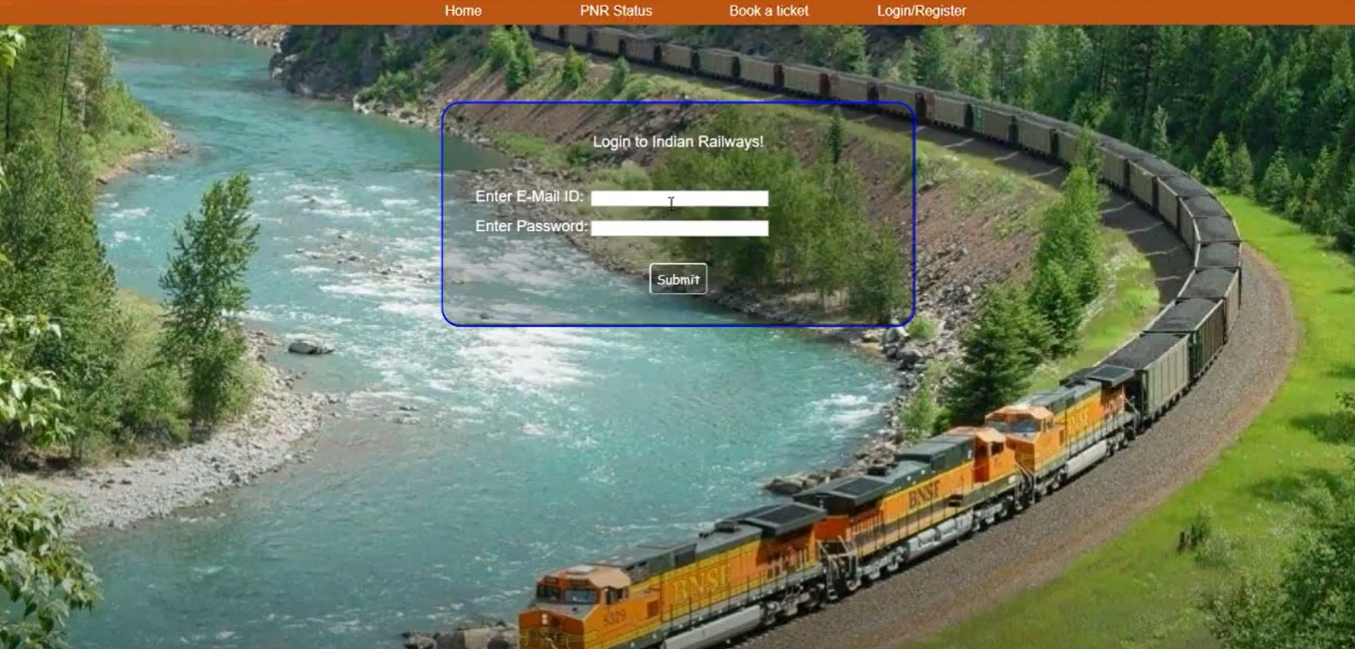 Home PNR Status Book a ticket Login/Register
Login to Indian Railways!
Enter E-Mail ID:
Enter Password:
Submit
BNSF
BNSF
BNSF
5329